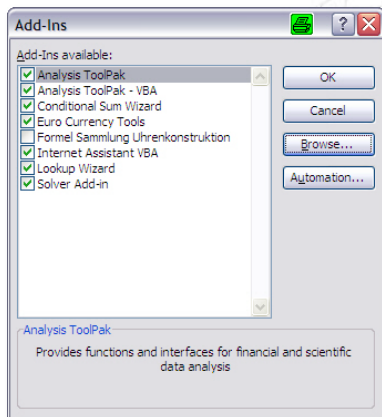 Add-Ins
?
Add-Ins available:
Analysis ToolPak
Analysis ToolPak - VBA
Conditional Sum Wizard
Euro Currency Tools
Formel Sammlung Uhrenkonstruktion
Internet Assistant VBA
Lookup Wizard
Solver Add-in
OK
Cancel
Browse...
Automation...
Analysis ToolPak
Provides functions and interfaces for financial and scientific
data analysis